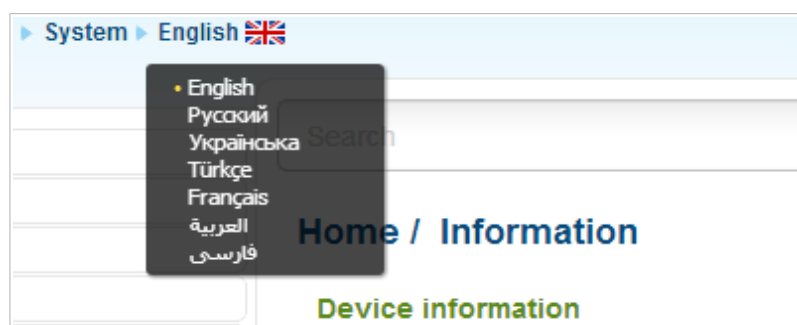 System English
English
Русский
Українська
Türkçe
Français
العربية
فارسی
Search
Home / Information
Device information